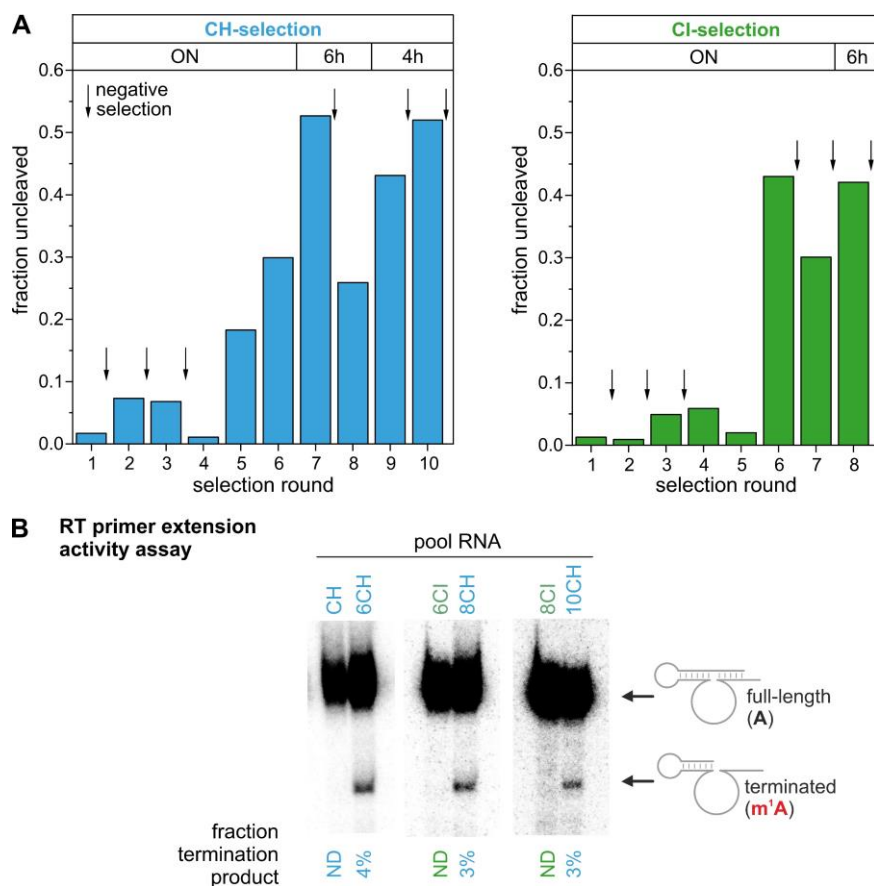 A
CH-selection
ON 6h 4h
negative selection
fraction uncleaved
0.6
0.5
0.4
0.3
0.2
0.1
0.0
1 2 3 4 5 6 7 8 9 10
selection round
CI-selection
ON 6h
fraction uncleaved
0.6
0.5
0.4
0.3
0.2
0.1
0.0
1 2 3 4 5 6 7 8
selection round
B RT primer extension
activity assay
pool RNA
CH 6CH 6CI 8CH 8CI 10CH
full-length
(A)
terminated
(m¹A)
fraction
termination
product
ND 4% ND 3% ND 3%